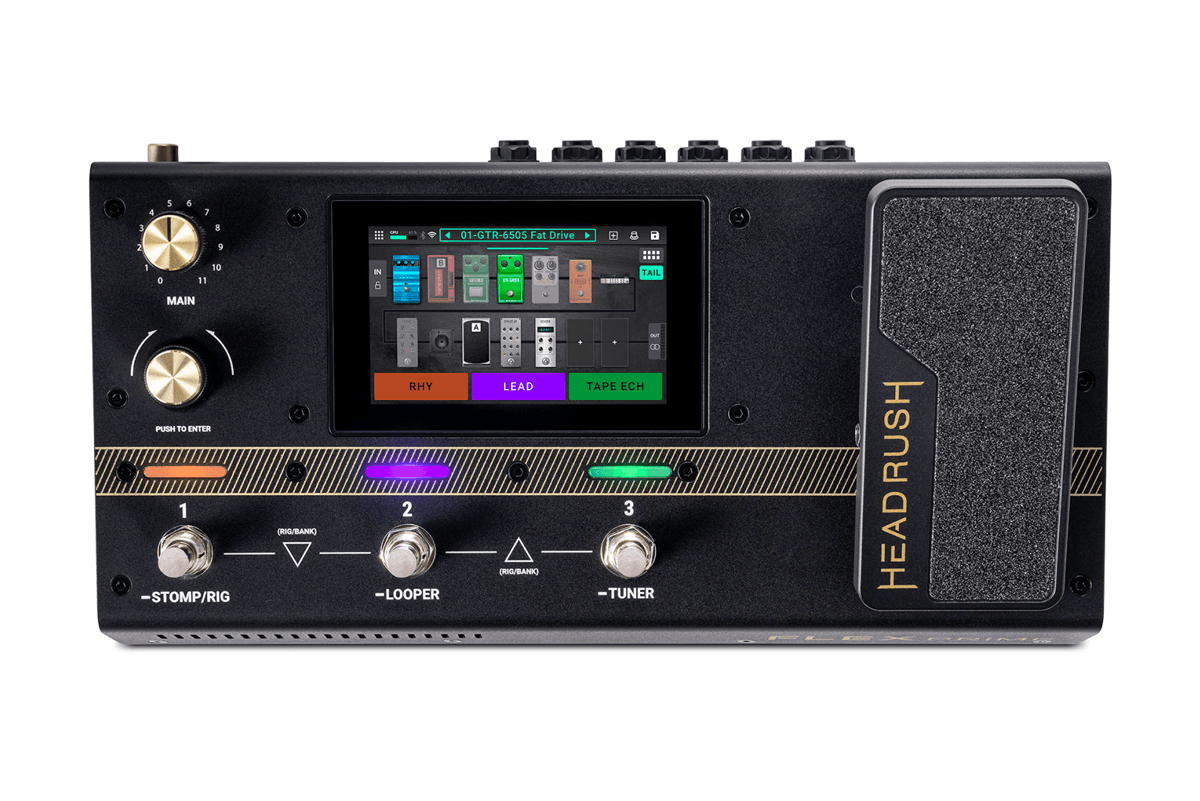 4 5 6
3 7
2 8
1 9
0 10
11
MAIN
PUSH TO ENTER
CPU
01-GTR-6505 Fat Drive
IN
B
TAIL
A
OUT
+ +
RHY LEAD TAPE ECH
HEADRUSH
1 2 3
(RIG/BANK)
(RIG/BANK)
–STOMP/RIG –LOOPER –TUNER
FLEX PRIME